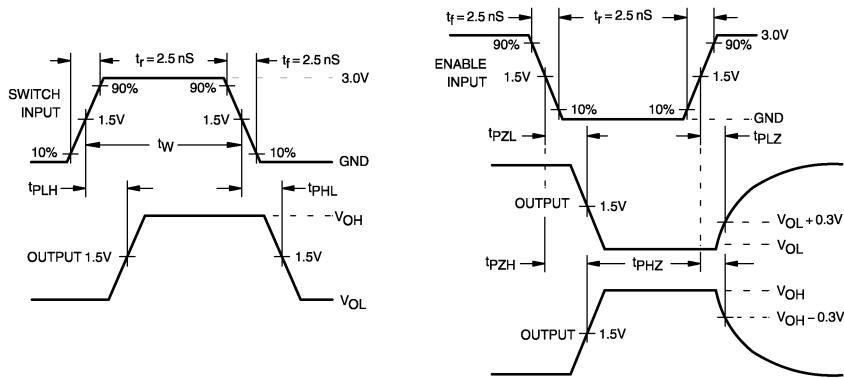 tr = 2.5 nS
tf = 2.5 nS
SWITCH
INPUT
90%
90%
3.0V
1.5V
1.5V
10%
tW
10%
GND
tPLH
tPHL
VOH
OUTPUT 1.5V
1.5V
VOL
tf = 2.5 nS
tr = 2.5 nS
ENABLE
INPUT
90%
90%
3.0V
1.5V
1.5V
10%
10%
GND
tPZL
tPLZ
OUTPUT
1.5V
VOL + 0.3V
VOL
tPZH
tPHZ
VOH
OUTPUT
1.5V
VOH – 0.3V